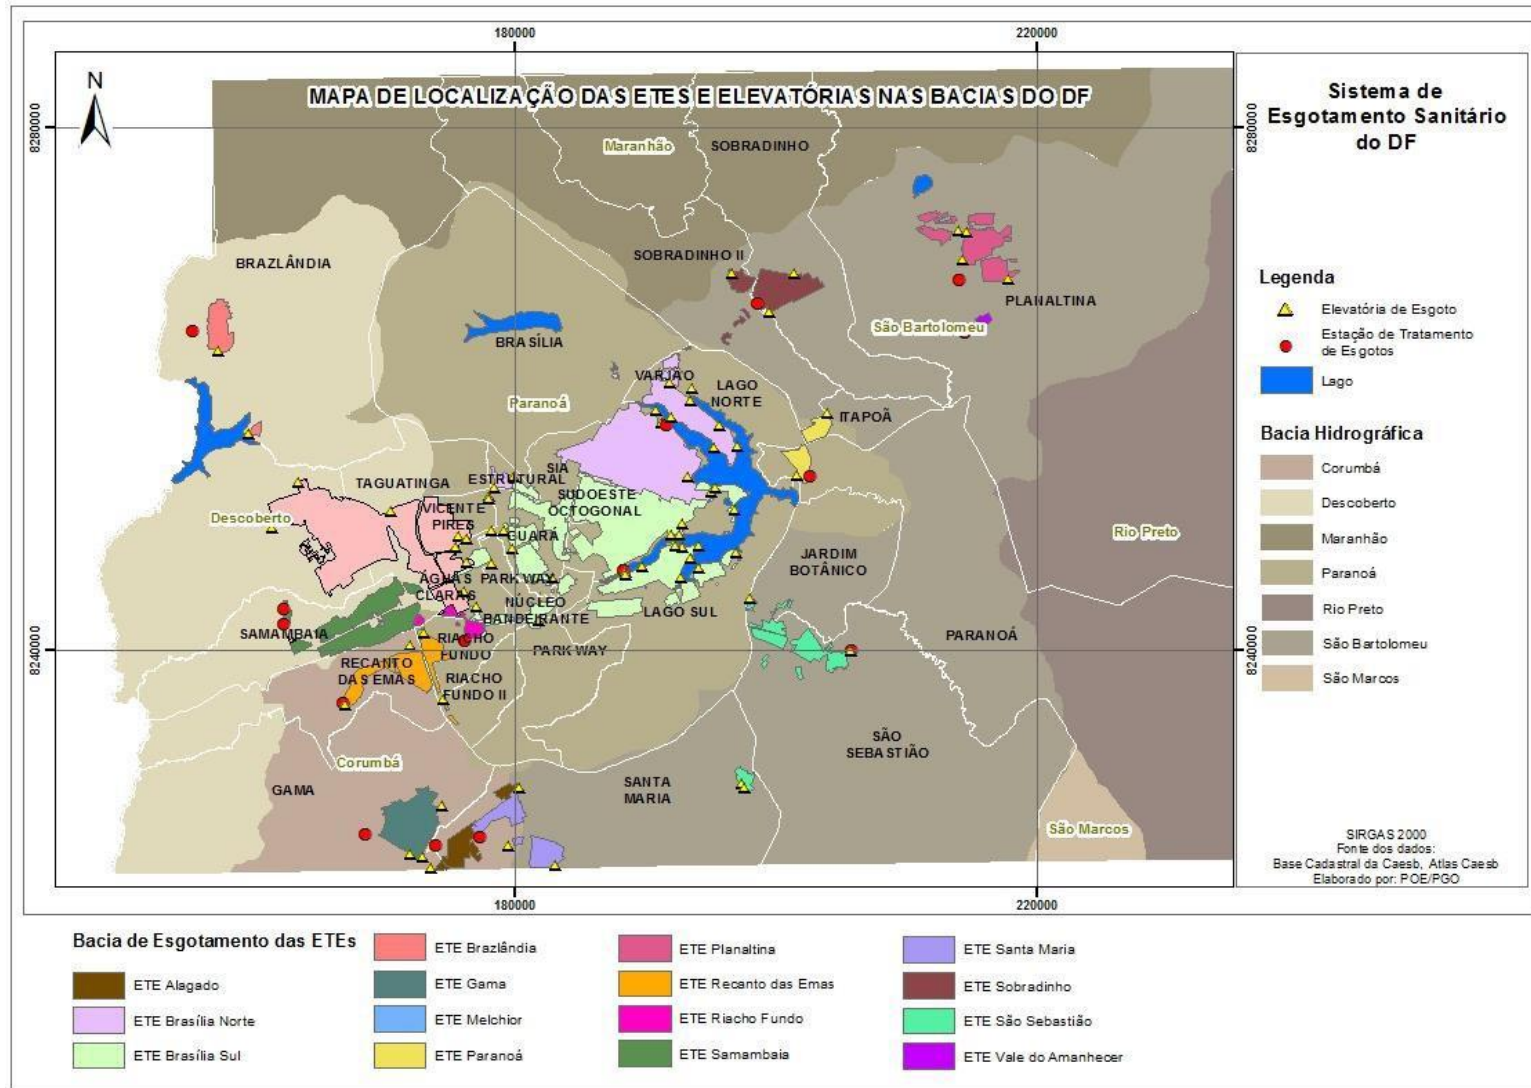 180000
220000
N
MAPA DE LOCALIZAÇÃO DAS ETES E ELEVATÓRIAS NAS BACIAS DO DF
8280000
8280000
Maranhão
SOBRADINHO
BRAZLÂNDIA
SOBRADINHO II
PLANALTINA
São Bartolomeu
BRASÍLIA
VARJÃO
LAGO
NORTE
Paranoá
ITAPOÃ
TAGUATINGA
ESTRUTURAL
SIA
SUDOESTE
OCTOGONAL
VICENTE
PIRES
Descoberto
GUARÁ
Rio Preto
JARDIM
BOTÂNICO
ÁGUAS
CLARAS
PARK WAY
NÚCLEO
BANDEIRANTE
LAGO SUL
SAMAMBAIA
RIACHO
FUNDO
PARK WAY
PARANOÁ
8240000
8240000
RECANTO
DAS EMAS
RIACHO
FUNDO II
SÃO
SEBASTIÃO
Corumbá
GAMA
SANTA
MARIA
São Marcos
180000
220000
Sistema de
Esgotamento Sanitário
do DF
Legenda
Elevatória de Esgoto
Estação de Tratamento
de Esgotos
Lago
Bacia Hidrográfica
Corumbá
Descoberto
Maranhão
Paranoá
Rio Preto
São Bartolomeu
São Marcos
SIRGAS 2000
Fonte dos dados:
Base Cadastral da Caesb, Atlas Caesb
Elaborado por: POE/PGO
Bacia de Esgotamento das ETEs
ETE Alagado
ETE Brasília Norte
ETE Brasília Sul
ETE Brazlândia
ETE Gama
ETE Melchior
ETE Paranoá
ETE Planaltina
ETE Recanto das Emas
ETE Riacho Fundo
ETE Samambaia
ETE Santa Maria
ETE Sobradinho
ETE São Sebastião
ETE Vale do Amanhecer